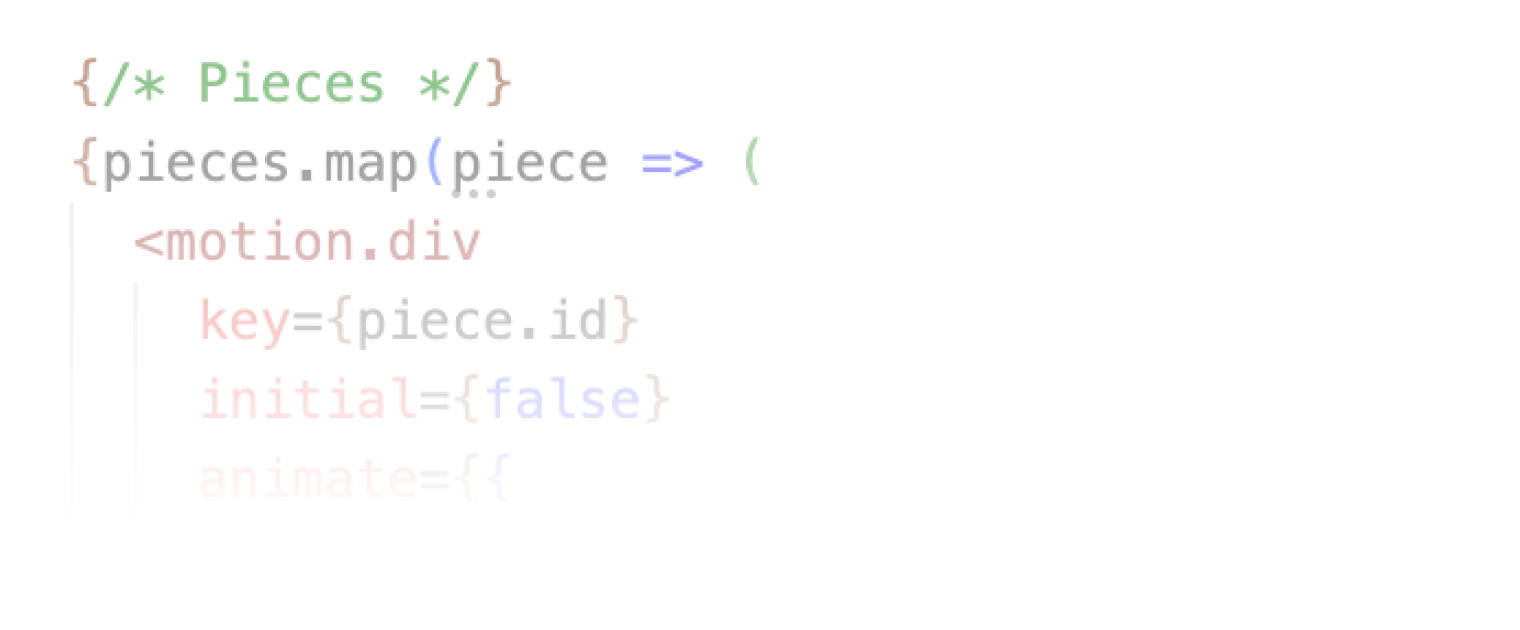 {/* Pieces */}
{pieces.map(piece => (
<motion.div
key={piece.id}
initial={false}
animate={{